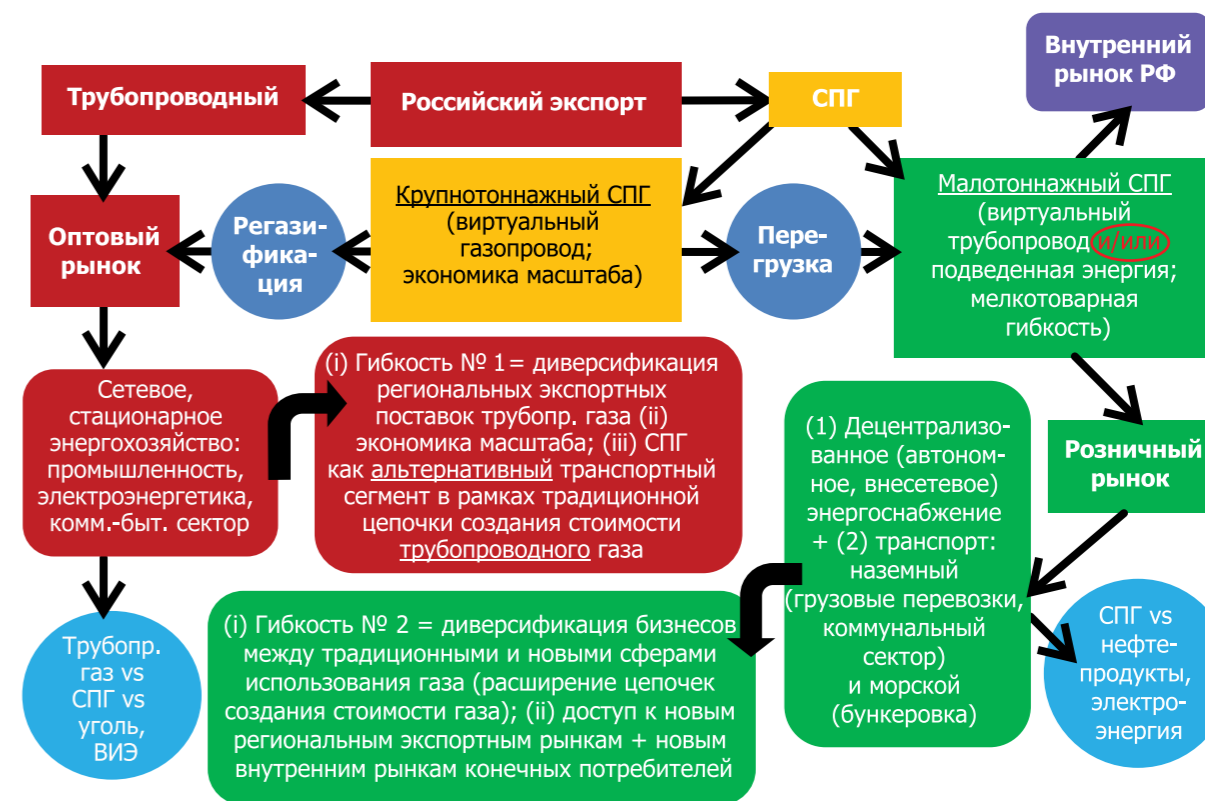 Внутренний
рынок РФ
Трубопроводный
Российский экспорт
СПГ
Оптовый
рынок
Регази-
фика-
ция
Крупнотоннажный СПГ
(виртуальный
газопровод;
экономика масштаба)
Пере-
грузка
Малотоннажный СПГ
(виртуальный
трубопровод и/или
подведенная энергия;
мелкотоварная
гибкость)
Сетевое,
стационарное
энергохозяйство:
промышленность,
электроэнергетика,
комм.-быт. сектор
(i) Гибкость № 1= диверсификация
региональных экспортных
поставок трубопр. газа (ii)
экономика масштаба; (iii) СПГ
как альтернативный транспортный
сегмент в рамках традиционной
цепочки создания стоимости
трубопроводного газа
(1) Децентрализо-
ванное (автоном-
ное, внесетевое)
энергоснабжение
+ (2) транспорт:
наземный
(грузовые перевозки,
коммунальный
сектор)
и морской
(бункеровка)
Розничный
рынок
Трубопр.
газ vs
СПГ vs
уголь,
ВИЭ
(i) Гибкость № 2 = диверсификация бизнесов
между традиционными и новыми сферами
использования газа (расширение цепочек
создания стоимости газа); (ii) доступ к новым
региональным экспортным рынкам + новым
внутренним рынкам конечных потребителей
СПГ vs
нефте-
продукты,
электро-
энергия